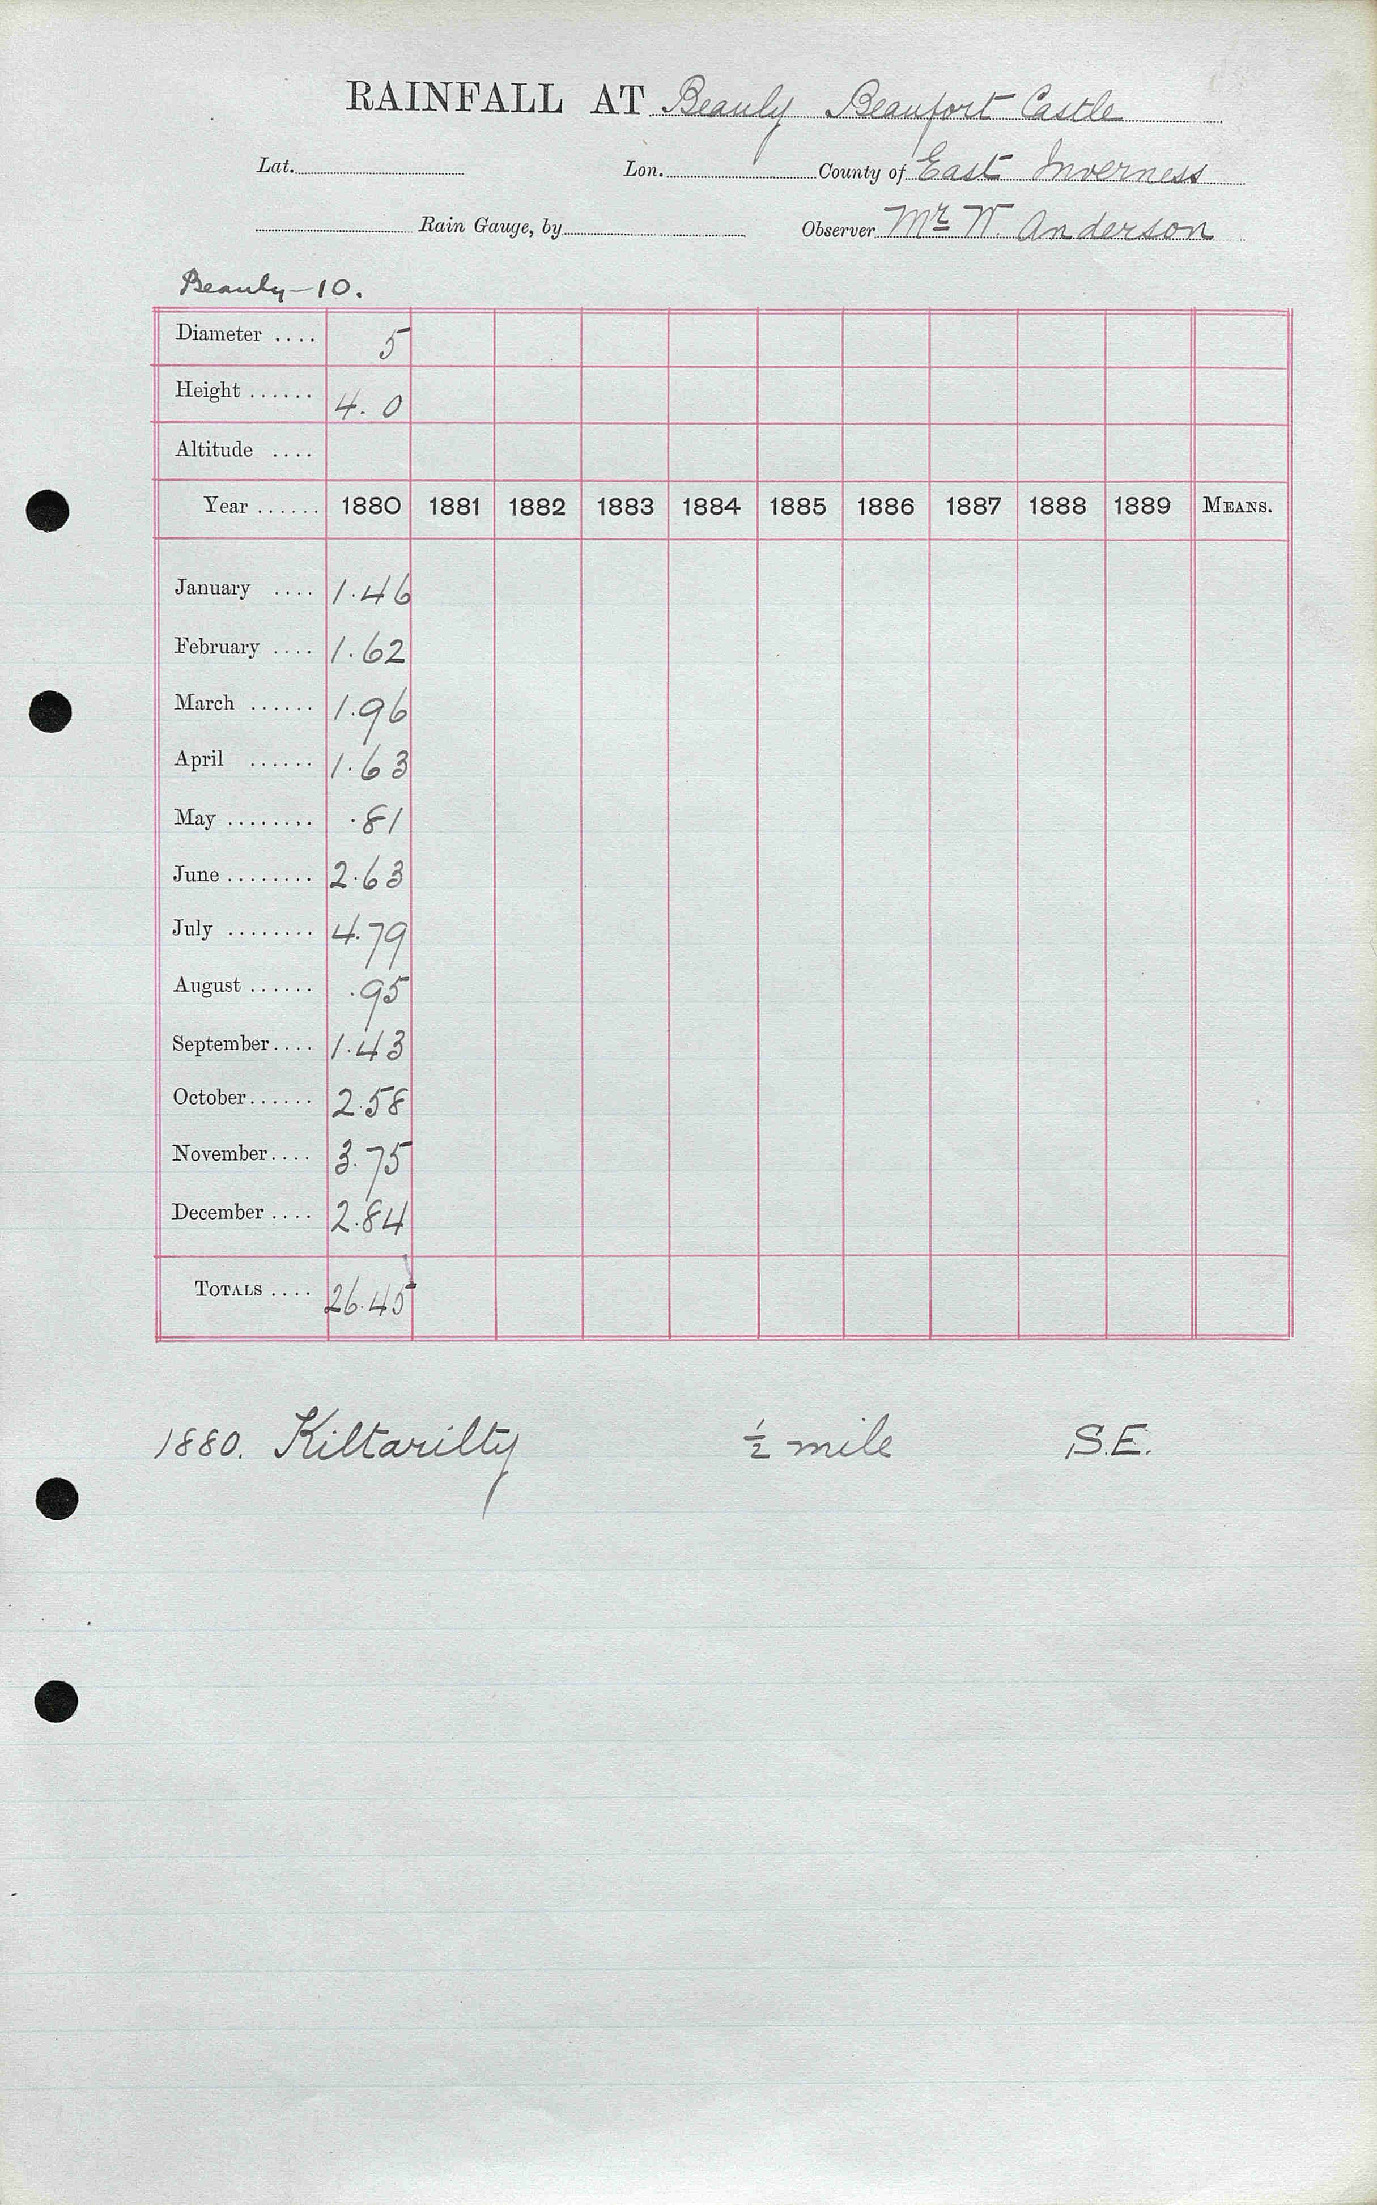 RAINFALL AT Beauly Beaufort Castle
Lat. Lon. County of East Inverness
Rain Gauge, by Observer Mr W. Anderson
Beauly-10.
Diameter .... 5
Height ...... 4. 0
Altitude ....
Year ...... 1880 1881 1882 1883 1884 1885 1886 1887 1888 1889 MEANS.
January .... 1.46
February .... 1.62
March ...... 1.96
April ...... 1.63
May ........ .81
June ........ 2.63
July ........ 4.79
August ...... .95
September.... 1.43
October...... 2.58
November.... 3.75
December .... 2.84
TOTALS .... 26.45
1880. Kiltarilty ½ mile S.E.